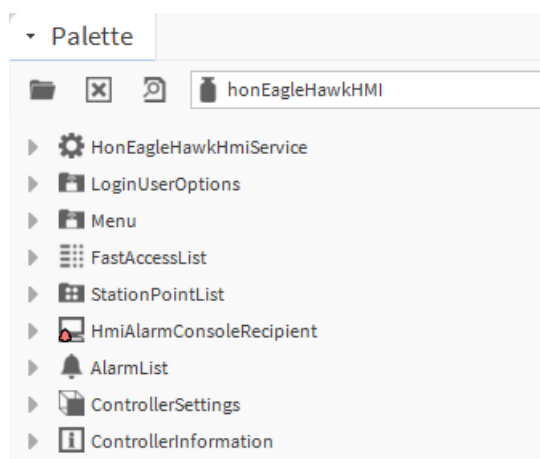 Palette
honEagleHawkHMI
HonEagleHawkHmiService
LoginUserOptions
Menu
FastAccessList
StationPointList
HmiAlarmConsoleRecipient
AlarmList
ControllerSettings
ControllerInformation